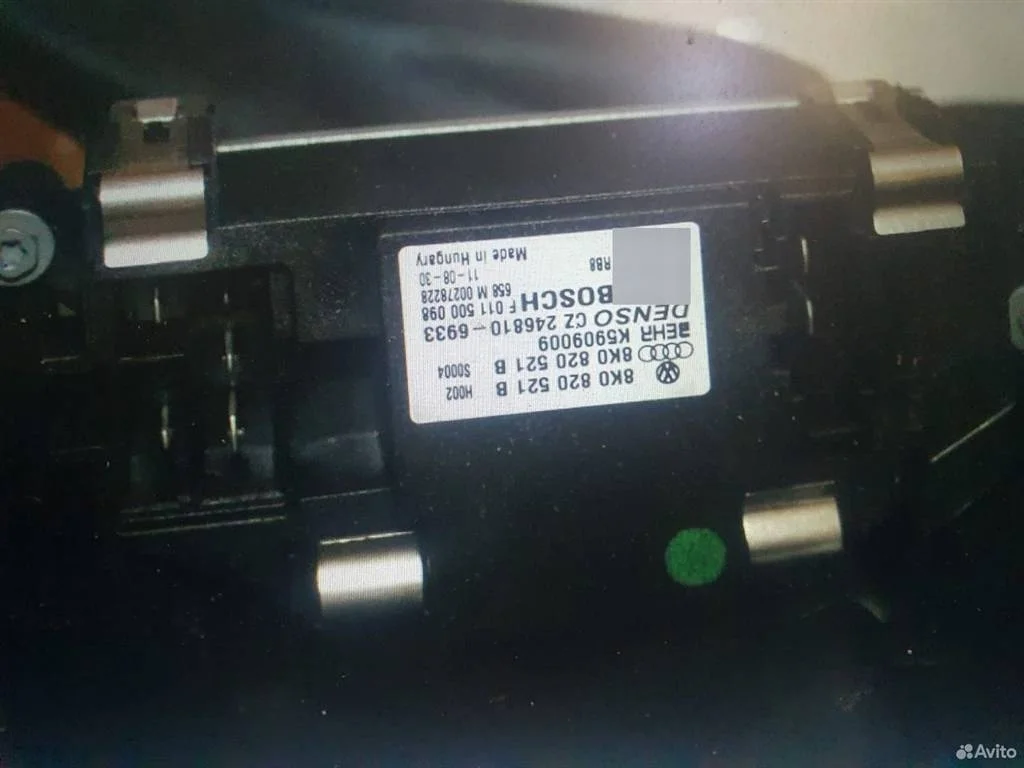 8K0 820 521 B H002
8K0 820 521 B S0004
BEHR K5909009
DENSO CZ 246810-6933
BOSCH F 011 500 098
658 M 00278228
RB8 11-08-30
Made in Hungary
Avito